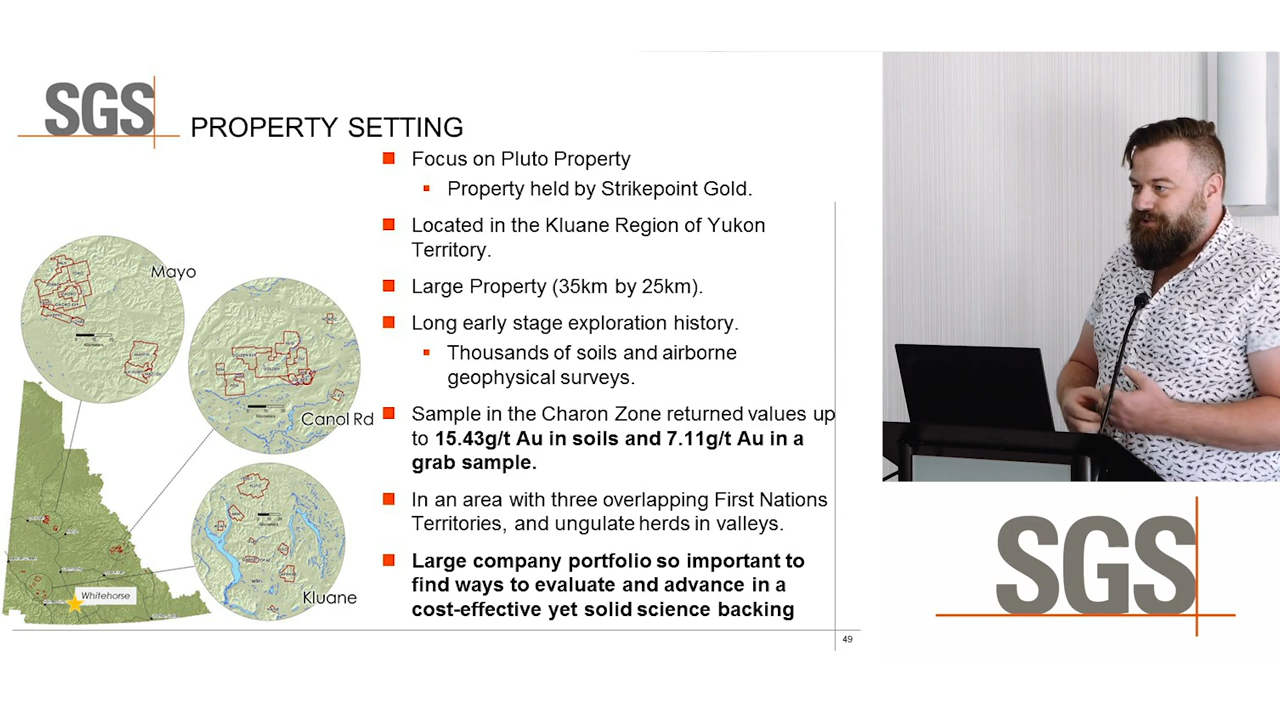 SGS
PROPERTY SETTING
Focus on Pluto Property
Property held by Strikepoint Gold.
Located in the Kluane Region of Yukon
Territory.
Large Property (35km by 25km).
Long early stage exploration history.
Thousands of soils and airborne
geophysical surveys.
Sample in the Charon Zone returned values up
to 15.43g/t Au in soils and 7.11g/t Au in a
grab sample.
In an area with three overlapping First Nations
Territories, and ungulate herds in valleys.
Large company portfolio so important to
find ways to evaluate and advance in a
cost-effective yet solid science backing
Mayo
Canol Rd
Kluane
Whitehorse
49
SGS